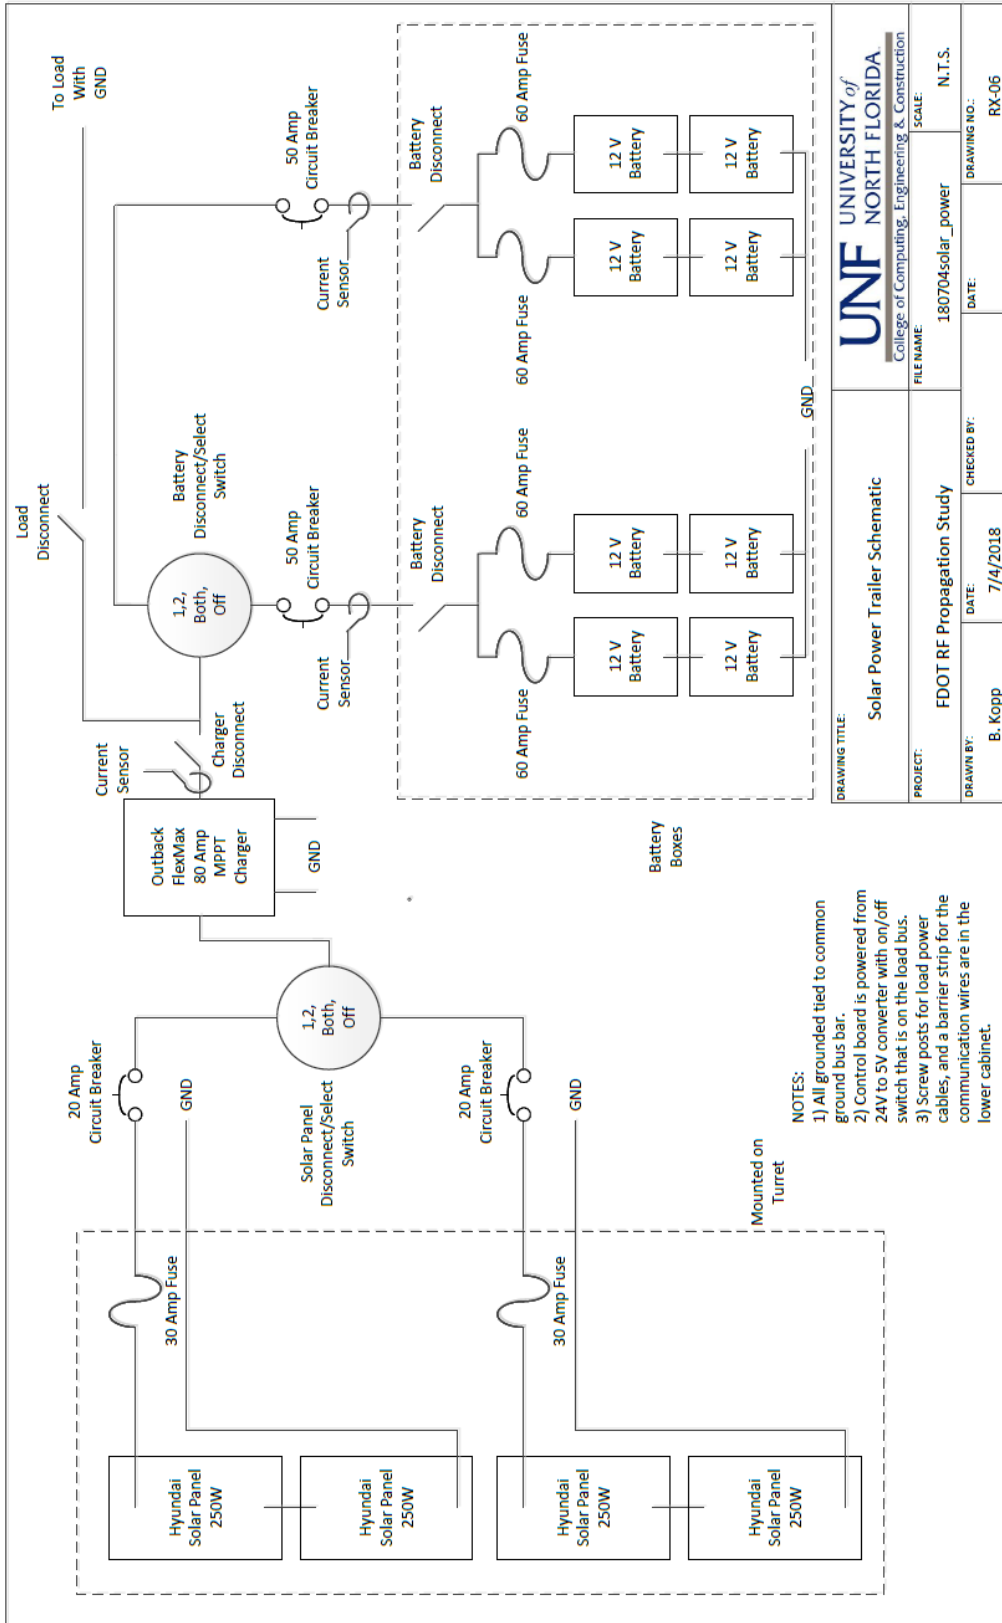 Hyundai
Solar Panel
250W
Hyundai
Solar Panel
250W
Hyundai
Solar Panel
250W
Hyundai
Solar Panel
250W
30 Amp Fuse
30 Amp Fuse
Mounted on
Turret
20 Amp
Circuit Breaker
GND
Solar Panel
Disconnect/Select
Switch
1,2,
Both,
Off
20 Amp
Circuit Breaker
GND
Outback
FlexMax
80 Amp
MPPT
Charger
GND
Current
Sensor
Charger
Disconnect
Load
Disconnect
To Load
With
GND
1,2,
Both,
Off
Battery
Disconnect/Select
Switch
50 Amp
Circuit Breaker
Current
Sensor
50 Amp
Circuit Breaker
Current
Sensor
Battery
Disconnect
Battery
Disconnect
60 Amp Fuse
60 Amp Fuse
60 Amp Fuse
60 Amp Fuse
12 V
Battery
12 V
Battery
12 V
Battery
12 V
Battery
12 V
Battery
12 V
Battery
12 V
Battery
12 V
Battery
GND
Battery
Boxes
NOTES:
1) All grounded tied to common
ground bus bar.
2) Control board is powered from
24V to 5V converter with on/off
switch that is on the load bus.
3) Screw posts for load power
cables, and a barrier strip for the
communication wires are in the
lower cabinet.
DRAWING TITLE:
Solar Power Trailer Schematic
UNF UNIVERSITY of
NORTH FLORIDA.
College of Computing, Engineering & Construction
PROJECT:
FDOT RF Propagation Study
FILE NAME:
180704solar_power
SCALE:
N.T.S.
DRAWN BY:
B. Kopp
DATE:
7/4/2018
CHECKED BY:
DATE:
DRAWING NO.:
RX-06